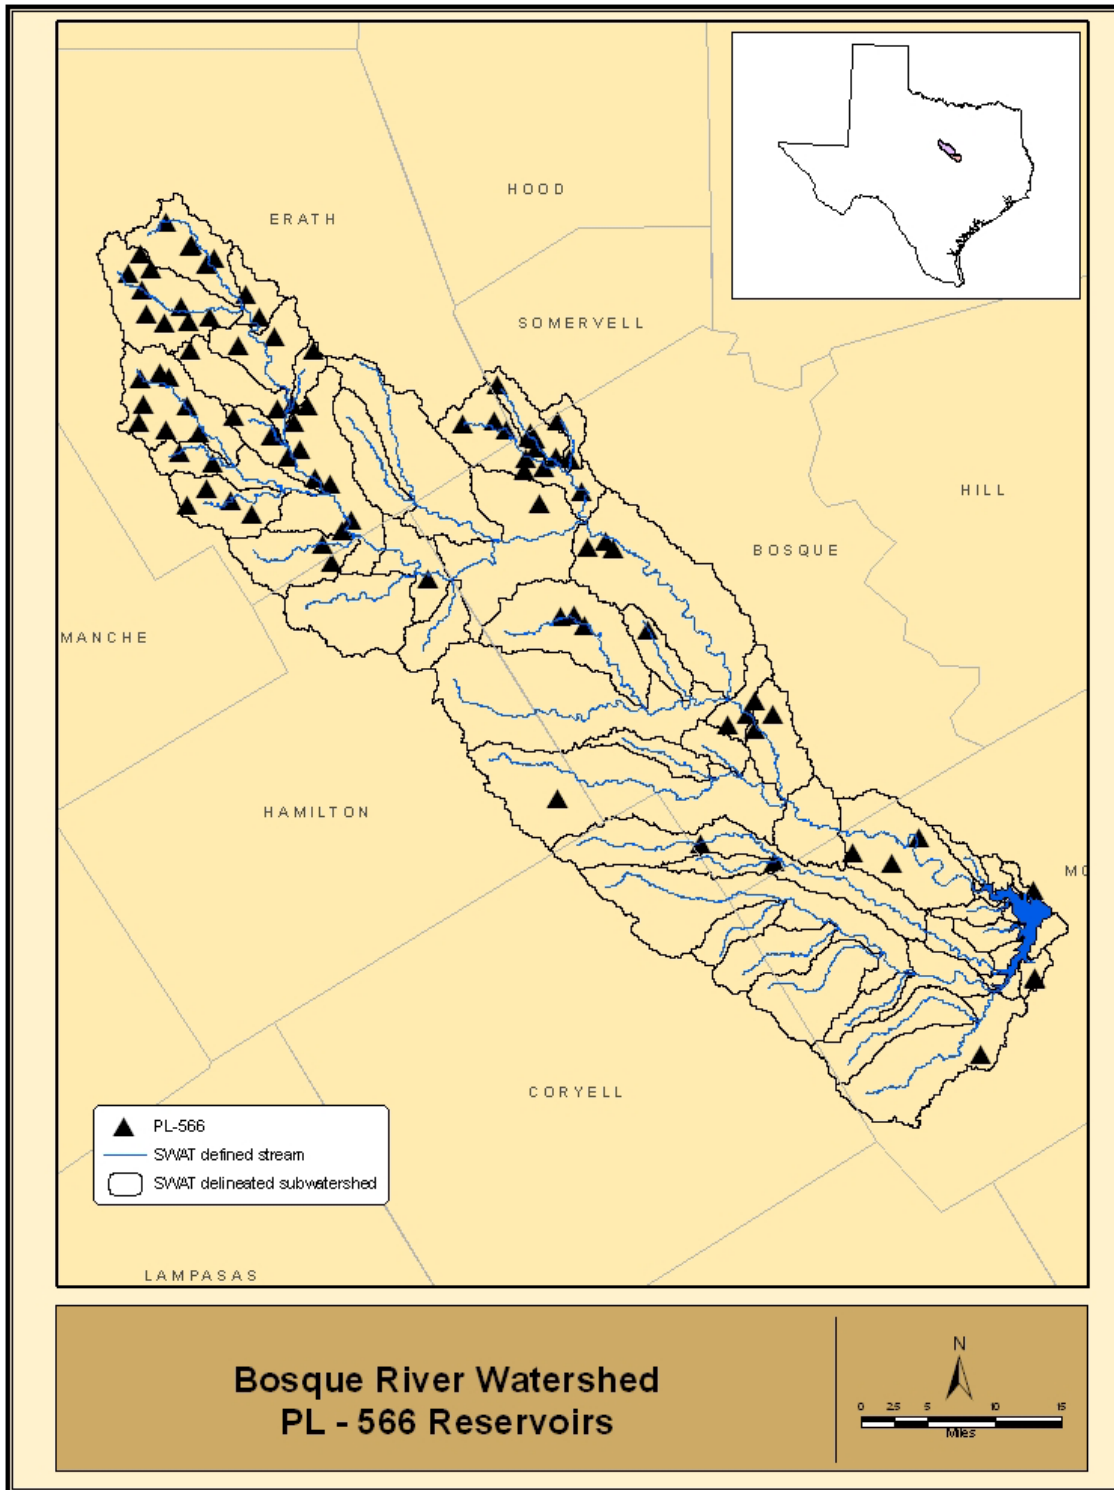 HOOD
ERATH
SOMERVELL
HILL
BOSQUE
MANCHE
HAMILTON
MC
CORYELL
PL-566
SWAT defined stream
SWAT delineated subwatershed
LAMPASAS
Bosque River Watershed
PL - 566 Reservoirs
N
0 2.5 5 10 15
Miles